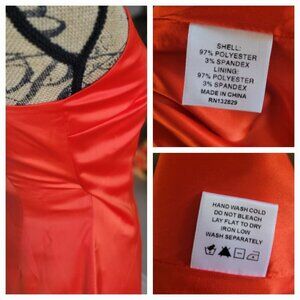 SHELL:
97% POLYESTER
3% SPANDEX
LINING:
97% POLYESTER
3% SPANDEX
MADE IN CHINA
RN132829
HAND WASH COLD
DO NOT BLEACH
LAY FLAT TO DRY
IRON LOW
WASH SEPARATELY